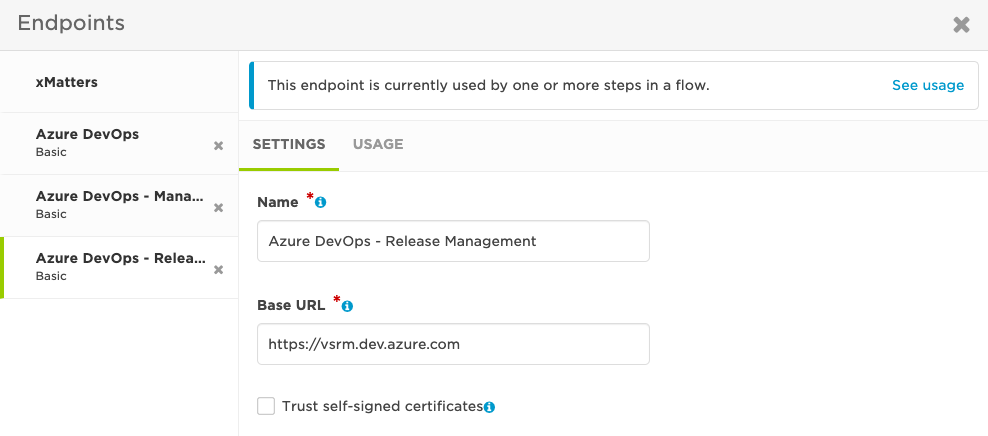 Endpoints
xMatters
Azure DevOps
Basic
Azure DevOps - Mana...
Basic
Azure DevOps - Relea...
Basic
This endpoint is currently used by one or more steps in a flow.
See usage
SETTINGS
USAGE
Name *
Azure DevOps - Release Management
Base URL *
https://vsrm.dev.azure.com
Trust self-signed certificates